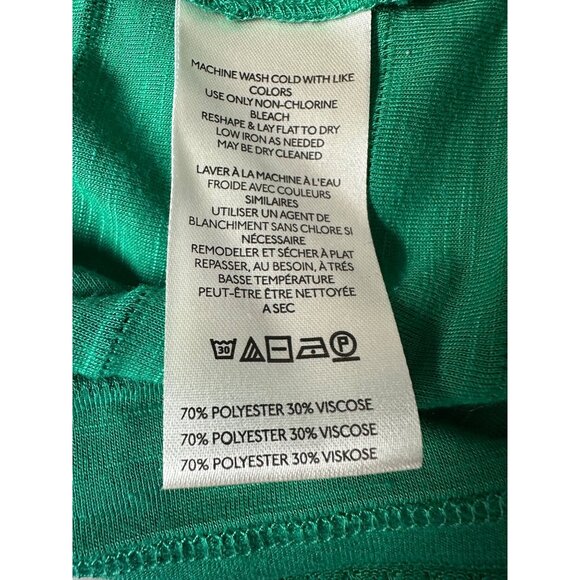 MACHINE WASH COLD WITH LIKE
COLORS
USE ONLY NON-CHLORINE
BLEACH
RESHAPE & LAY FLAT TO DRY
LOW IRON AS NEEDED
MAY BE DRY CLEANED
LAVER À LA MACHINE À L'EAU
FROIDE AVEC COULEURS
SIMILAIRES
UTILISER UN AGENT DE
BLANCHIMENT SANS CHLORE SI
NÉCESSAIRE
REMODELER ET SÉCHER À PLAT
REPASSER, AU BESOIN, À TRÉS
BASSE TEMPÉRATURE
PEUT-ÊTRE ÊTRE NETTOYÉE
A SEC
30 P
70% POLYESTER 30% VISCOSE
70% POLYESTER 30% VISCOSE
70% POLYESTER 30% VISKOSE